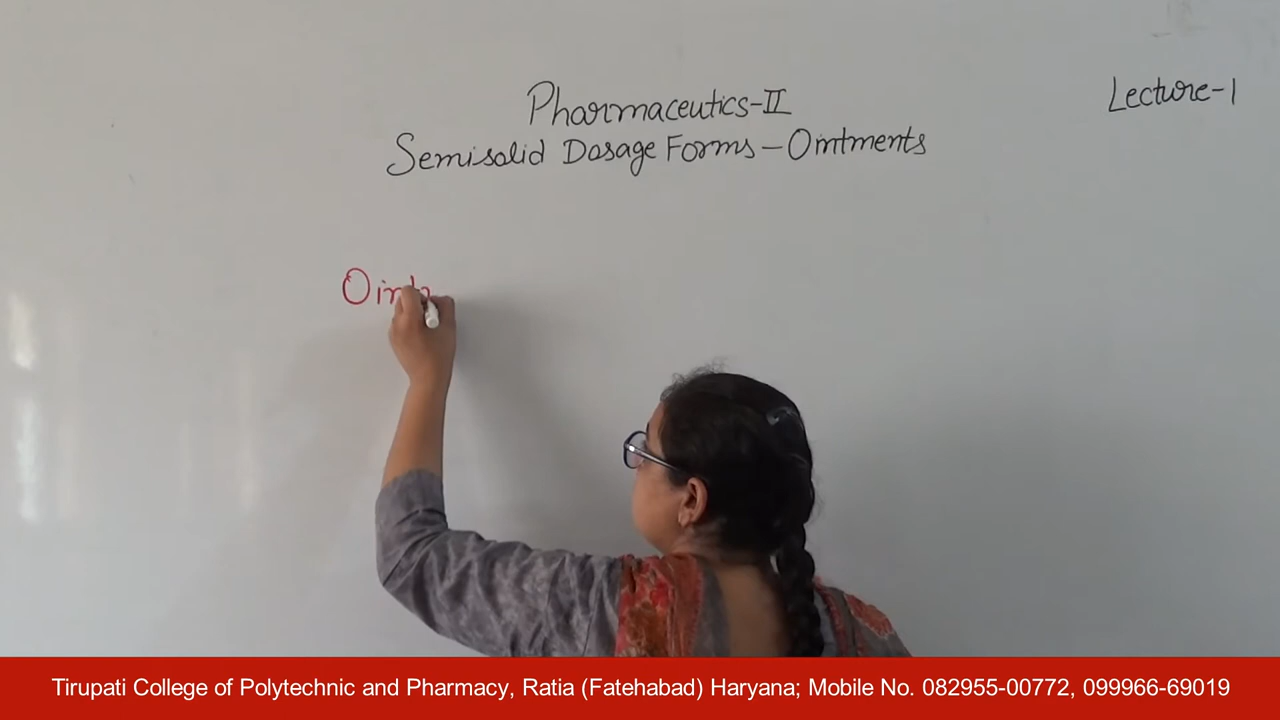 Lecture-1
Pharmaceutics-II
Semisolid Dosage Forms-Ointments
Tirupati College of Polytechnic and Pharmacy, Ratia (Fatehabad) Haryana; Mobile No. 082955-00772, 099966-69019